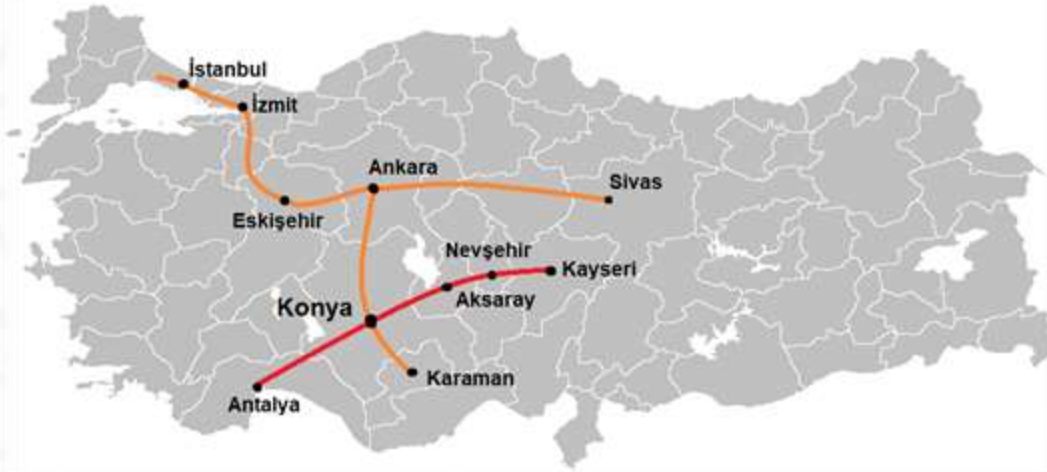 İstanbul
İzmit
Ankara
Sivas
Eskişehir
Nevşehir
Kayseri
Aksaray
Konya
Karaman
Antalya